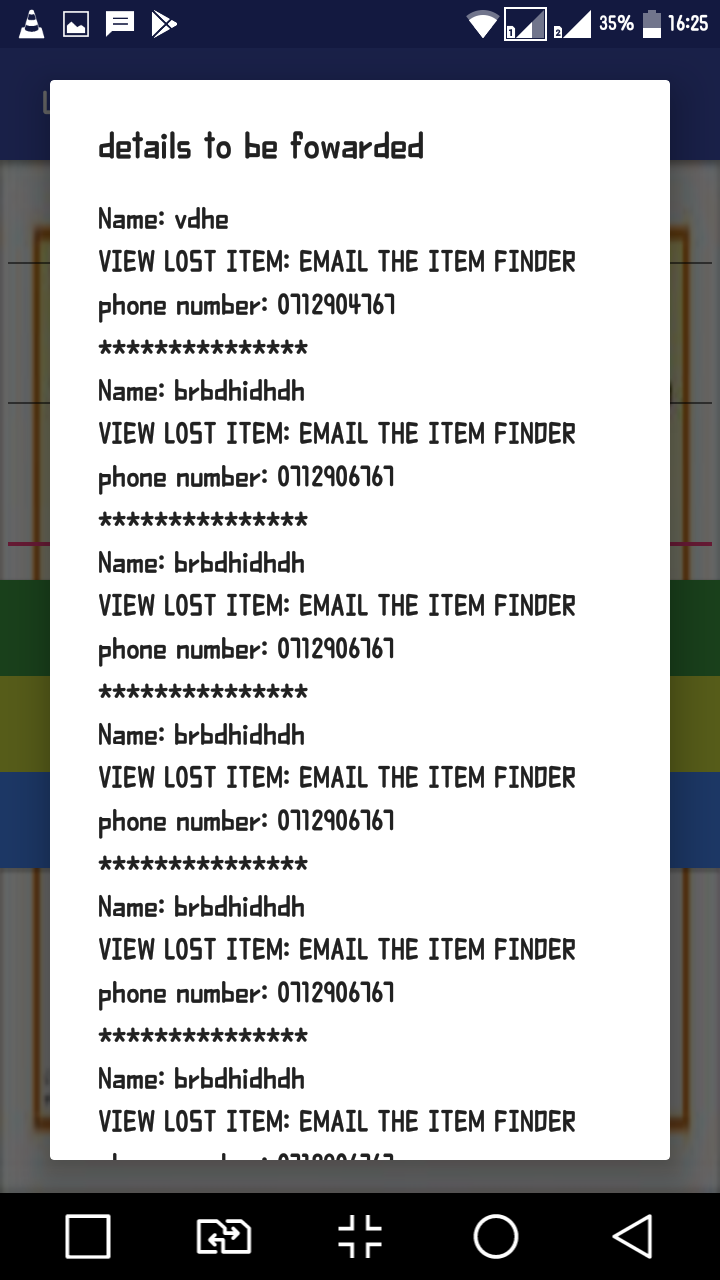 35% 16:25
details to be fowarded
Name: vdhe
VIEW LOST ITEM: EMAIL THE ITEM FINDER
phone number: 0712904767
***************
Name: brbdhidhdh
VIEW LOST ITEM: EMAIL THE ITEM FINDER
phone number: 0712906767
***************
Name: brbdhidhdh
VIEW LOST ITEM: EMAIL THE ITEM FINDER
phone number: 0712906767
***************
Name: brbdhidhdh
VIEW LOST ITEM: EMAIL THE ITEM FINDER
phone number: 0712906767
***************
Name: brbdhidhdh
VIEW LOST ITEM: EMAIL THE ITEM FINDER
phone number: 0712906767
***************
Name: brbdhidhdh
VIEW LOST ITEM: EMAIL THE ITEM FINDER